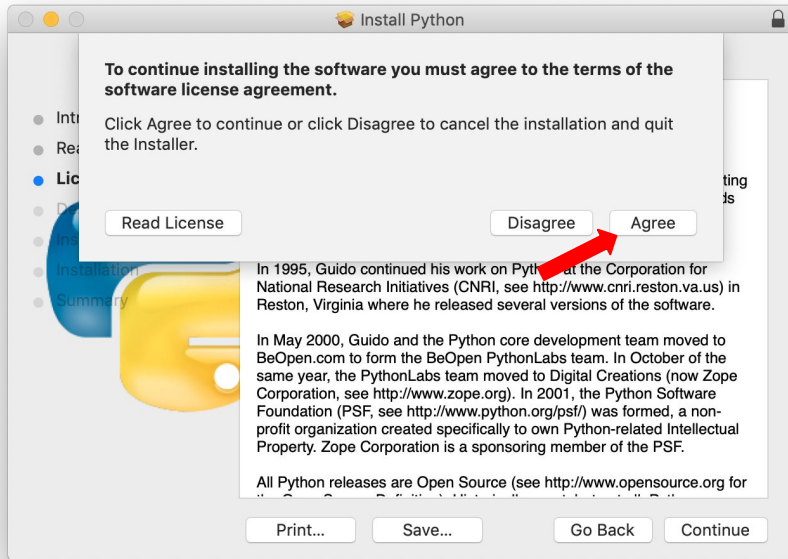 Install Python
To continue installing the software you must agree to the terms of the
software license agreement.
Click Agree to continue or click Disagree to cancel the installation and quit
the Installer.
Read License
Disagree
Agree
Lic
Installation
Summary
In 1995, Guido continued his work on at the Corporation for
National Research Initiatives (CNRI, see http://www.cnri.reston.va.us) in
Reston, Virginia where he released several versions of the software.
In May 2000, Guido and the Python core development team moved to
BeOpen.com to form the BeOpen PythonLabs team. In October of the
same year, the PythonLabs team moved to Digital Creations (now Zope
Corporation, see http://www.zope.org). In 2001, the Python Software
Foundation (PSF, see http://www.python.org/psf/) was formed, a non-
profit organization created specifically to own Python-related Intellectual
Property. Zope Corporation is a sponsoring member of the PSF.
All Python releases are Open Source (see http://www.opensource.org for
Print...
Save...
Go Back
Continue